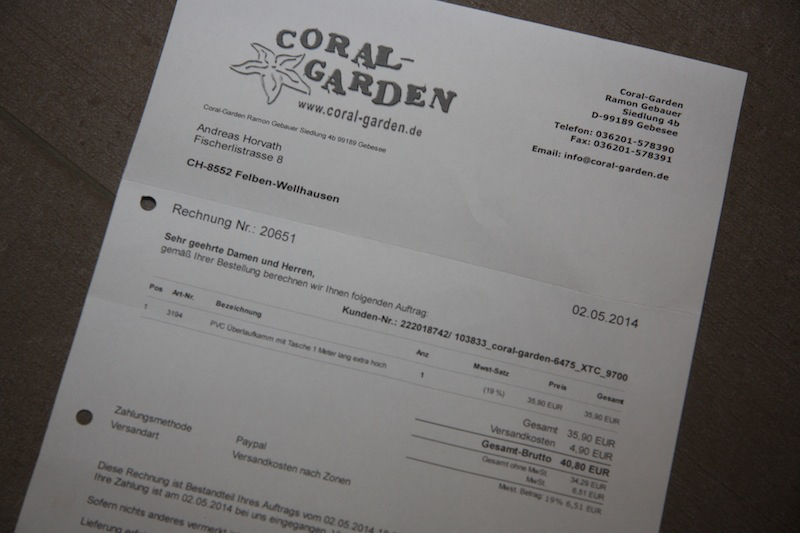 CORAL-
GARDEN
www.coral-garden.de
Coral-Garden
Ramon Gebauer
Siedlung 4b
D-99189 Gebesee
Telefon: 036201-578390
Fax: 036201-578391
Email: info@coral-garden.de
Coral-Garden Ramon Gebauer Siedlung 4b 99189 Gebesee
Andreas Horvath
Fischerlistrasse 8
CH-8552 Felben-Wellhausen
Rechnung Nr.: 20651
02.05.2014
Sehr geehrte Damen und Herren,
gemäß Ihrer Bestellung berechnen wir Ihnen folgenden Auftrag:
Kunden-Nr.: 222018742/ 103833_coral-garden-6475_XTC_9700
Pos Art-Nr. Bezeichnung Anz Mwst-Satz Preis Gesamt
1 3194 PVC Überlaufkamm mit Tasche 1 Meter lang extra hoch 1 (19 %) 35,90 EUR 35,90 EUR
Gesamt 35,90 EUR
Versandkosten 4,90 EUR
Gesamt-Brutto 40,80 EUR
Gesamt ohne MwSt. 34,29 EUR
MwSt. 6,51 EUR
Mwst. Betrag: 19% 6,51 EUR
Zahlungsmethode Paypal
Versandart Versandkosten nach Zonen
Diese Rechnung ist Bestandteil Ihres Auftrags vom 02.05.2014
Ihre Zahlung ist am 02.05.2014 bei uns eingegangen.
Sofern nichts anderes vermerkt
Lieferung